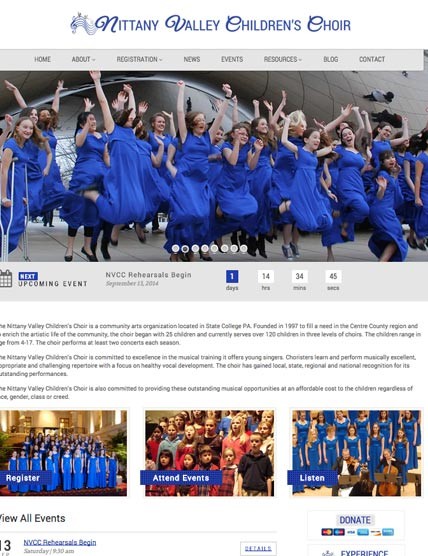 Nittany Valley Children's Choir
HOME ABOUT REGISTRATION NEWS EVENTS RESOURCES BLOG CONTACT
NEXT
UPCOMING EVENT
NVCC Rehearsals Begin
September 13, 2014
1 14 34 45
days hrs mins secs
he Nittany Valley Children's Choir is a community arts organization located in State College PA. Founded in 1997 to fill a need in the Centre County region and
o enrich the artistic life of the community, the choir began with 25 children and currently serves over 120 children in three levels of choirs. The children range in
ge from 4-17. The choir performs at least two concerts each season.
he Nittany Valley Children's Choir is committed to excellence in the musical training it offers young singers. Choristers learn and perform musically excellent,
ppropriate and challenging repertoire with a focus on healthy vocal development. The choir has gained local, state, regional and national recognition for its
utstanding performances.
he Nittany Valley Children's Choir is also committed to providing these outstanding musical opportunities at an affordable cost to the children regardless of
ace, gender, class or creed.
Register Attend Events Listen
View All Events
13
NVCC Rehearsals Begin
Saturday | 9:30 am
DETAILS
DONATE
EXPERIENCE